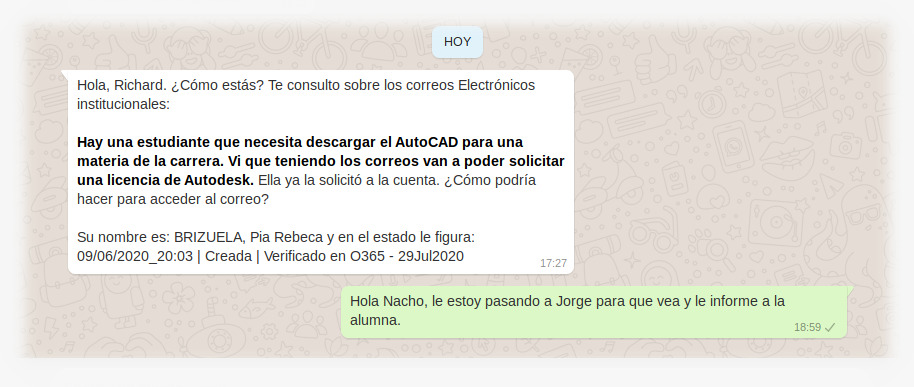 HOY
Hola, Richard. ¿Cómo estás? Te consulto sobre los correos Electrónicos
institucionales:
Hay una estudiante que necesita descargar el AutoCAD para una
materia de la carrera. Vi que teniendo los correos van a poder solicitar
una licencia de Autodesk. Ella ya la solicitó a la cuenta. ¿Cómo podría
hacer para acceder al correo?
Su nombre es: BRIZUELA, Pia Rebeca y en el estado le figura:
09/06/2020_20:03 | Creada | Verificado en O365 - 29Jul2020
17:27
Hola Nacho, le estoy pasando a Jorge para que vea y le informe a la
alumna.
18:59